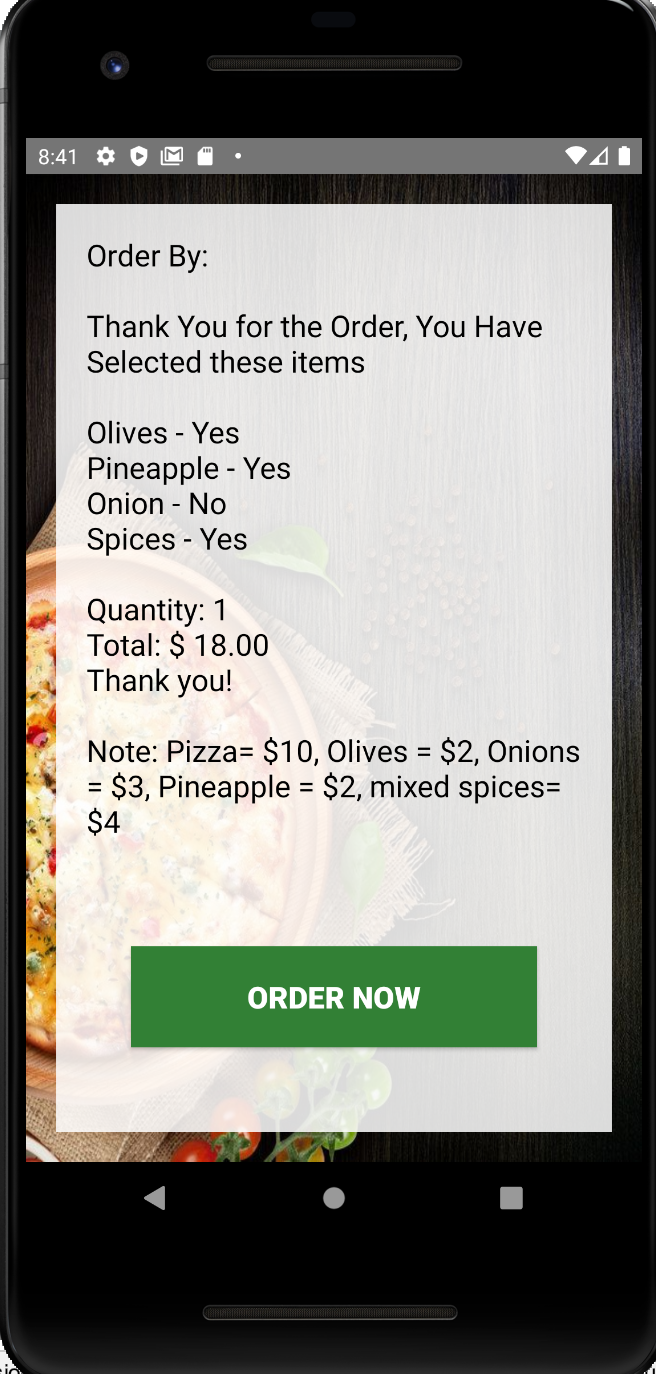 8:41
Order By:
Thank You for the Order, You Have
Selected these items
Olives - Yes
Pineapple - Yes
Onion - No
Spices - Yes
Quantity: 1
Total: $ 18.00
Thank you!
Note: Pizza= $10, Olives = $2, Onions
= $3, Pineapple = $2, mixed spices=
$4
ORDER NOW